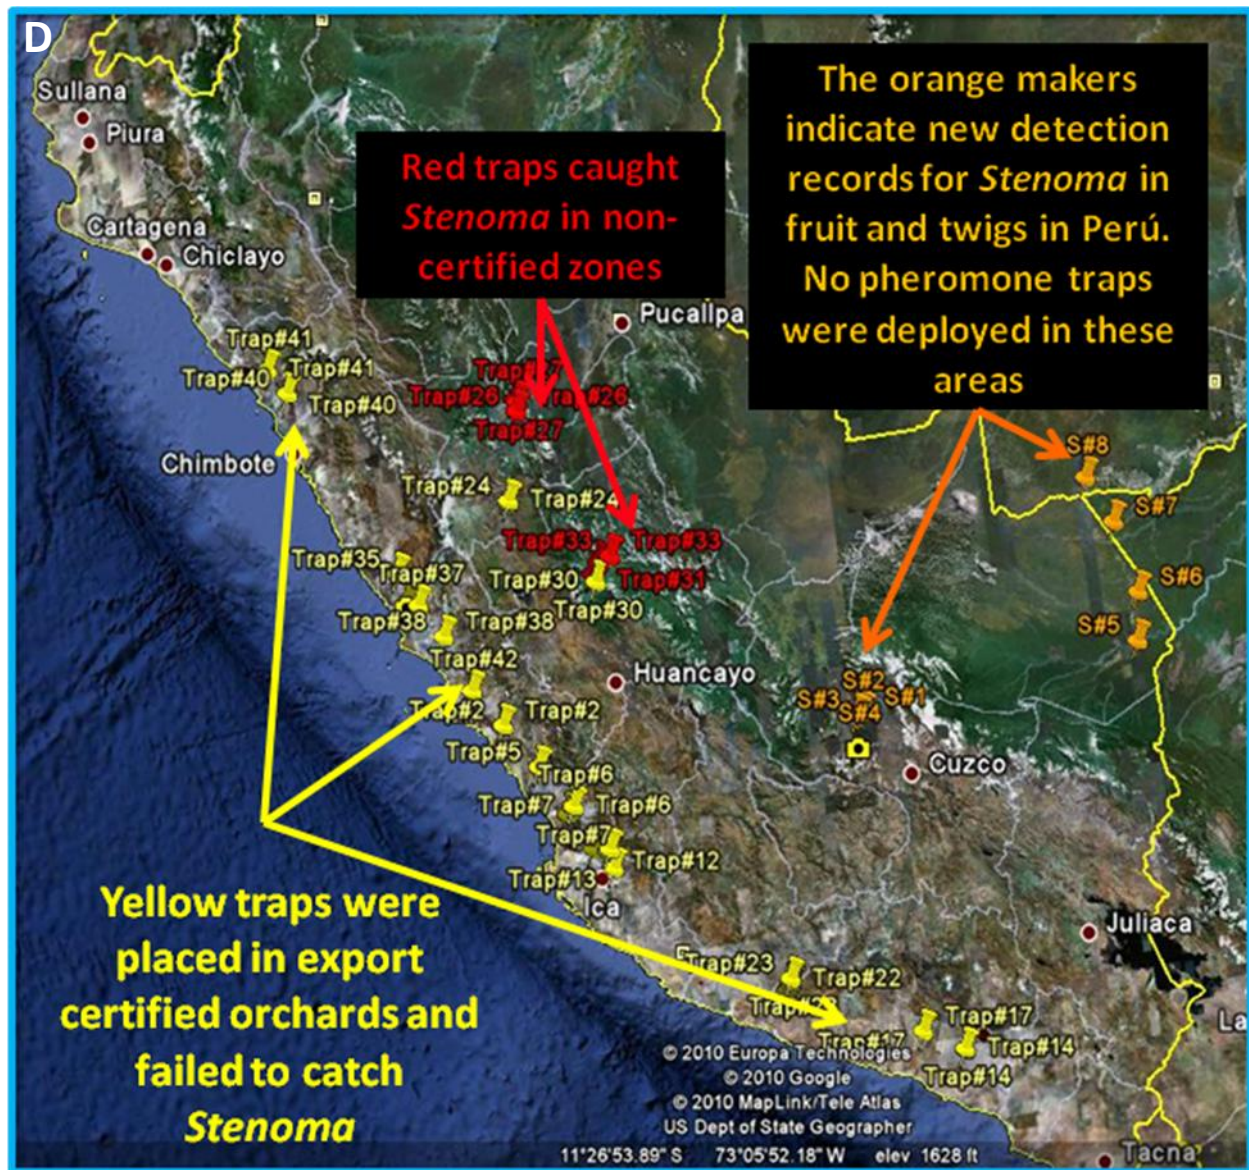 D
Sullana
Piura
Cartagena
Chiclayo
Red traps caught
Stenoma in non-
certified zones
The orange makers
indicate new detection
records for Stenoma in
fruit and twigs in Perú.
No pheromone traps
were deployed in these
areas
Pucallpa
Trap#41
Trap#41
Trap#40
Trap#40
Trap#26
Trap#26
Trap#27
Chimbote
Trap#24
Trap#24
S#8
S#7
S#6
S#5
Trap#33
Trap#33
Trap#31
Trap#35
Trap#37
Trap#30
Trap#30
Trap#38
Trap#38
Trap#42
Huancayo
S#2
S#3
S#1
S#4
Trap#2
Trap#5
Trap#6
Trap#7
Trap#6
Trap#7
Trap#12
Trap#13
Ica
Cuzco
Juliaca
Yellow traps were
placed in export
certified orchards and
failed to catch
Stenoma
Trap#23
Trap#22
Trap#17
Trap#17
Trap#14
Trap#14
La
© 2010 Europa Technologies
© 2010 Google
© 2010 MapLink/Tele Atlas
US Dept of State Geographer
11°26'53.89" S 73°05'52.18" W elev 1628 ft
Tacna